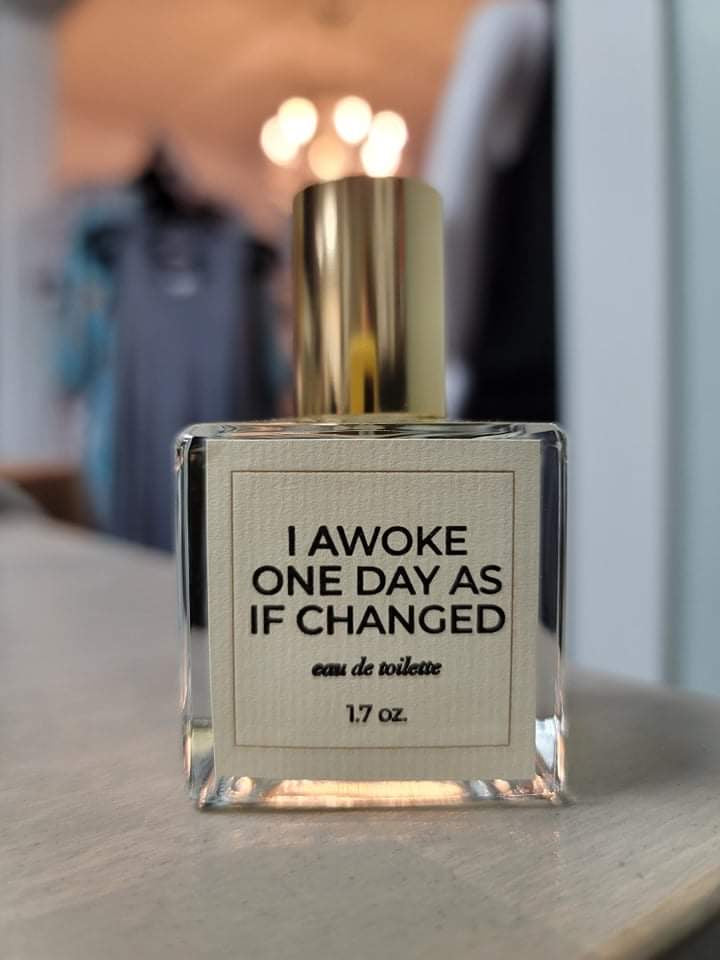 I AWOKE
ONE DAY AS
IF CHANGED
eau de toilette
1.7 oz.